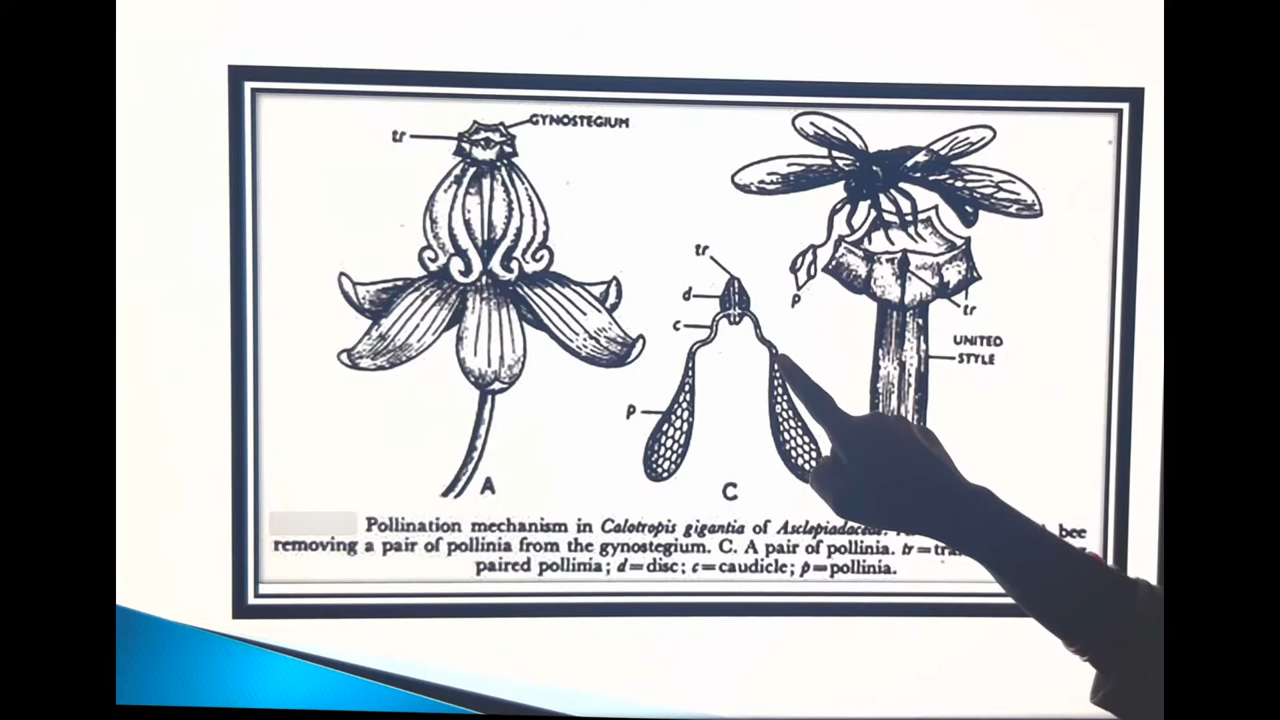 GYNOSTEGIUM
tr
tr
d
c
p
p
tr
UNITED
STYLE
A
C
Pollination mechanism in Calotropis gigantia of Asclepiadaceae. bee
removing a pair of pollinia from the gynostegium. C. A pair of pollinia. tr=
paired pollinia; d=disc; c=caudicle; p=pollinia.